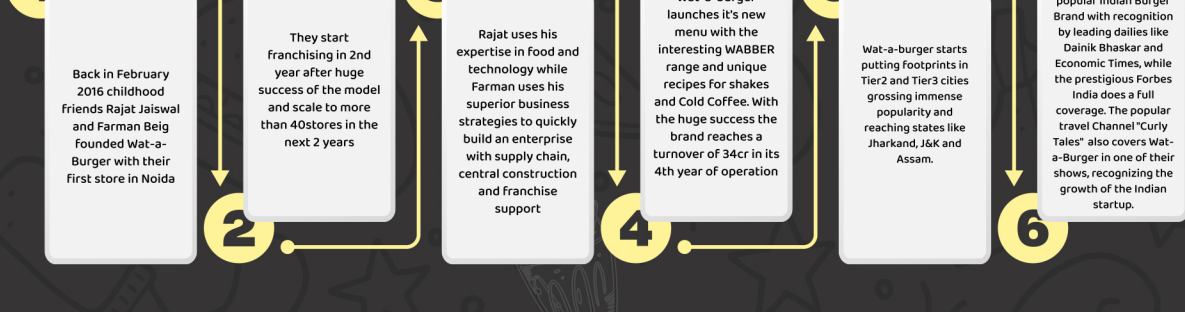 Back in February
2016 childhood
friends Rajat Jaiswal
and Farman Beig
founded Wat-a-
Burger with their
first store in Noida
2
They start
franchising in 2nd
year after huge
success of the model
and scale to more
than 40stores in the
next 2 years
Rajat uses his
expertise in food and
technology while
Farman uses his
superior business
strategies to quickly
build an enterprise
with supply chain,
central construction
and franchise
support
4
Wat-a-Burger
launches it's new
menu with the
interesting WABBER
range and unique
recipes for shakes
and Cold Coffee. With
the huge success the
brand reaches a
turnover of 34cr in its
4th year of operation
Wat-a-burger starts
putting footprints in
Tier2 and Tier3 cities
grossing immense
popularity and
reaching states like
Jharkand, J&K and
Assam.
6
popular Indian Burger
Brand with recognition
by leading dailies like
Dainik Bhaskar and
Economic Times, while
the prestigious Forbes
India does a full
coverage. The popular
travel Channel "Curly
Tales" also covers Wat-
a-Burger in one of their
shows, recognizing the
growth of the Indian
startup.